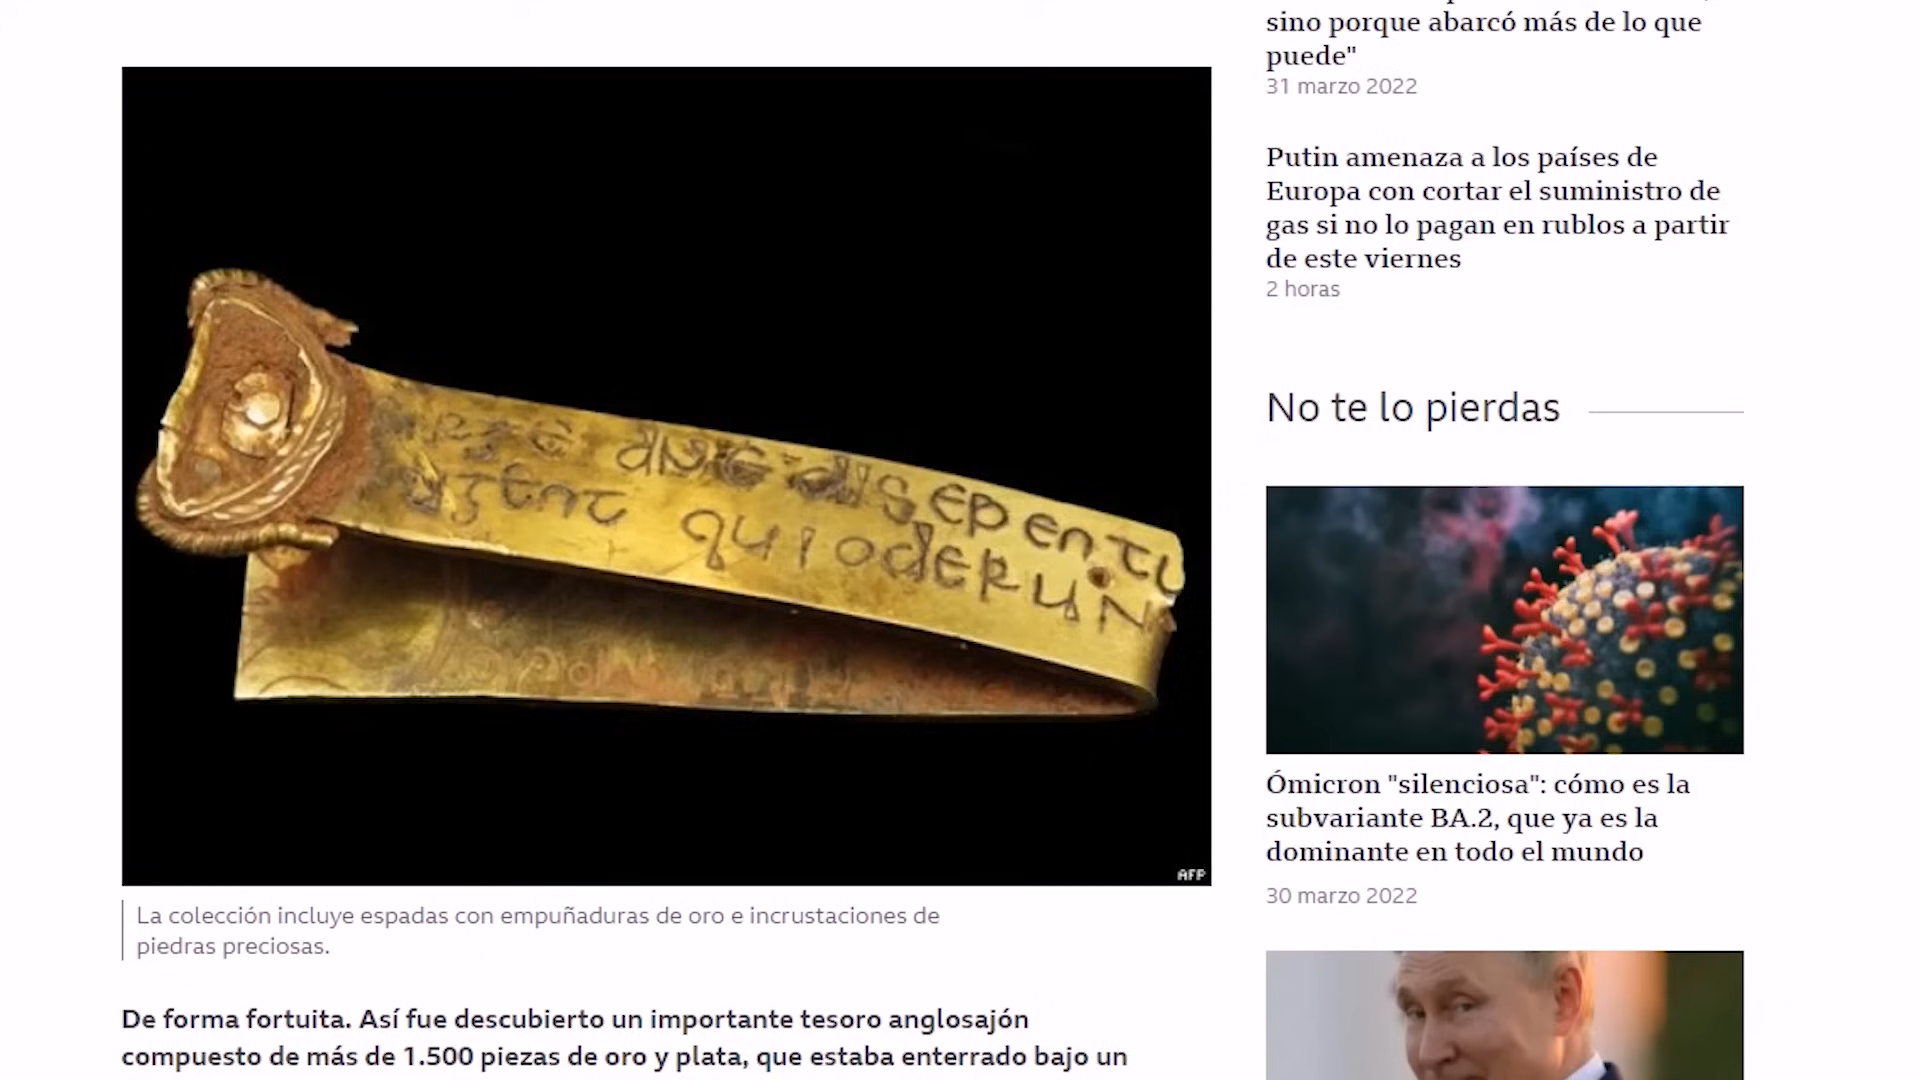 sino porque abarcó más de lo que
puede"
31 marzo 2022
Putin amenaza a los países de
Europa con cortar el suministro de
gas si no lo pagan en rublos a partir
de este viernes
2 horas
No te lo pierdas
Ómicron "silenciosa": cómo es la
subvariante BA.2, que ya es la
dominante en todo el mundo
30 marzo 2022
disepentu
qui oderun
AFP
La colección incluye espadas con empuñaduras de oro e incrustaciones de
piedras preciosas.
De forma fortuita. Así fue descubierto un importante tesoro anglosajón
compuesto de más de 1.500 piezas de oro y plata, que estaba enterrado bajo un